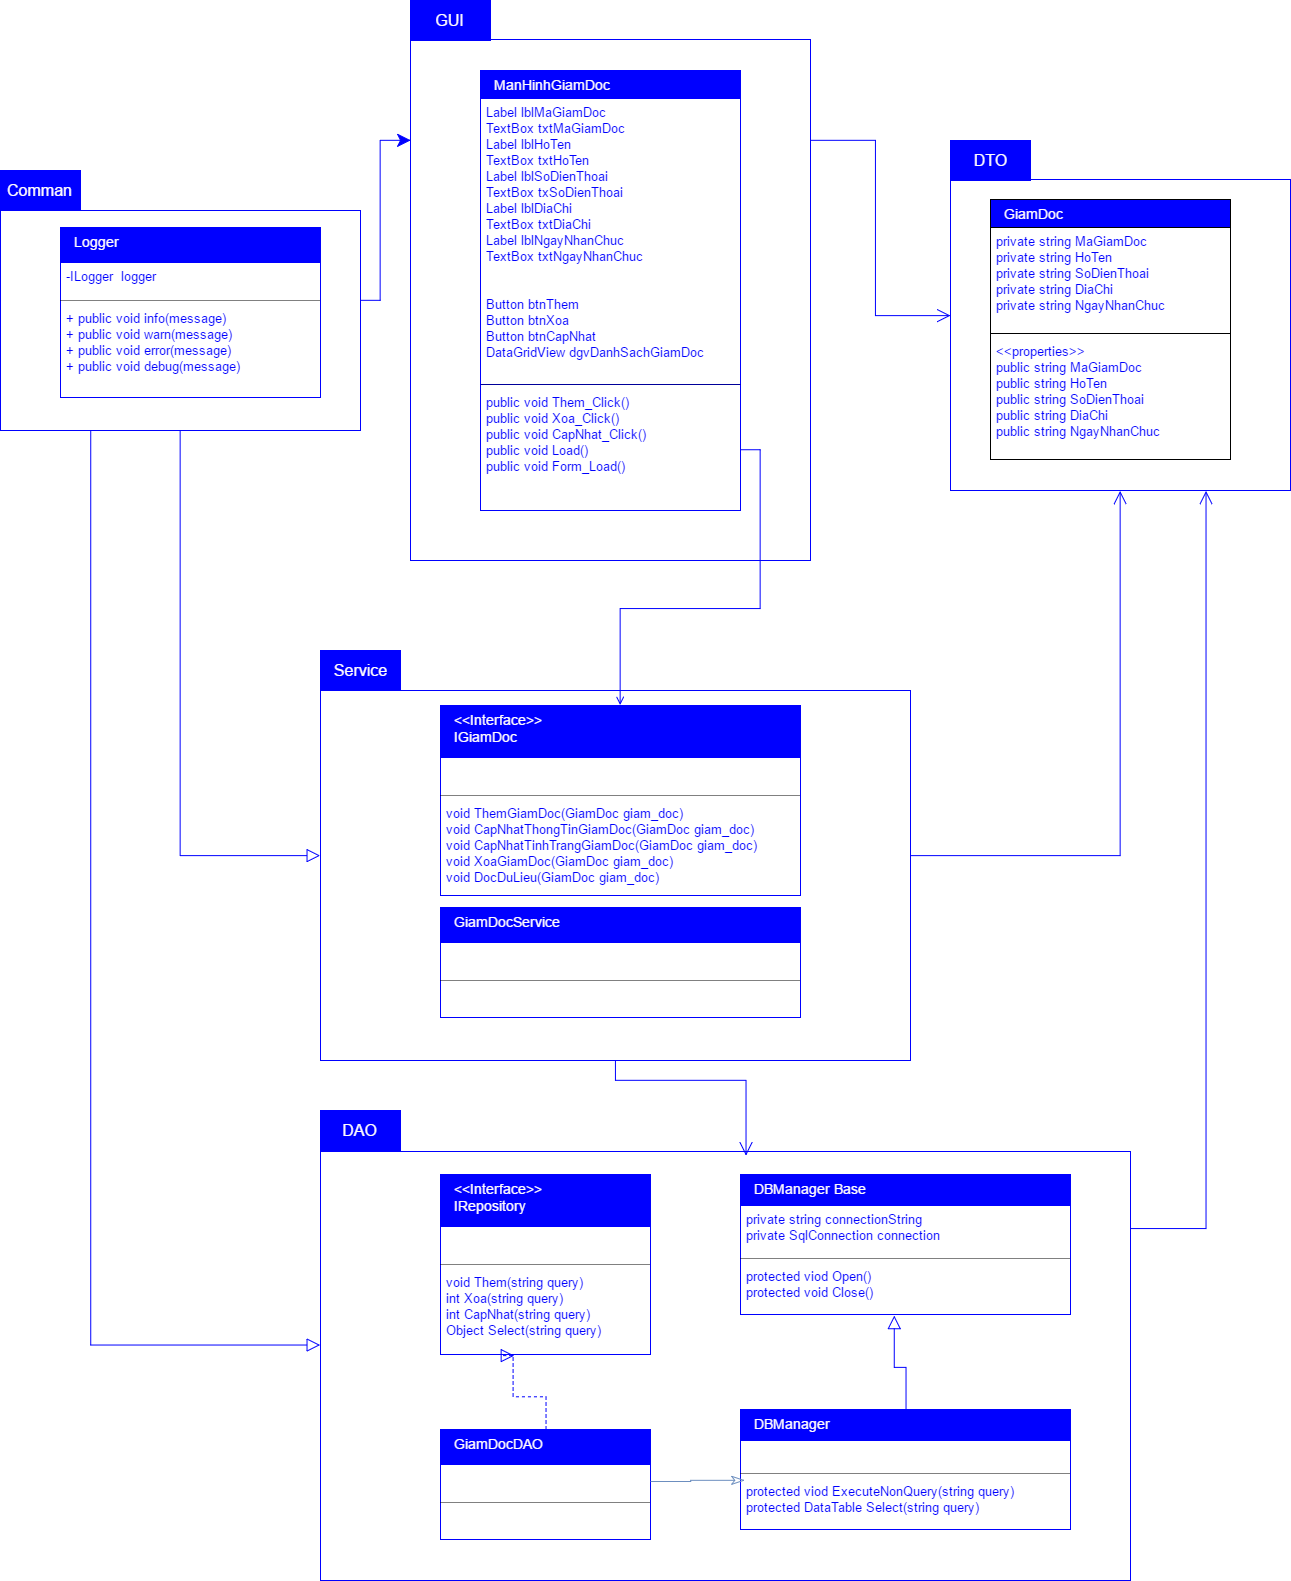 GUI
ManHinhGiamDoc
Label lblMaGiamDoc
TextBox txtMaGiamDoc
Label lblHoTen
TextBox txtHoTen
Label lblSoDienThoai
TextBox txSoDienThoai
Label lblDiaChi
TextBox txtDiaChi
Label lblNgayNhanChuc
TextBox txtNgayNhanChuc
Button btnThem
Button btnXoa
Button btnCapNhat
DataGridView dgvDanhSachGiamDoc
public void Them_Click()
public void Xoa_Click()
public void CapNhat_Click()
public void Load()
public void Form_Load()
Comman
Logger
-ILogger  logger
+ public void info(message)
+ public void warn(message)
+ public void error(message)
+ public void debug(message)
DTO
GiamDoc
private string MaGiamDoc
private string HoTen
private string SoDienThoai
private string DiaChi
private string NgayNhanChuc
<<properties>>
public string MaGiamDoc
public string HoTen
public string SoDienThoai
public string DiaChi
public string NgayNhanChuc
Service
<<Interface>>
IGiamDoc
void ThemGiamDoc(GiamDoc giam_doc)
void CapNhatThongTinGiamDoc(GiamDoc giam_doc)
void CapNhatTinhTrangGiamDoc(GiamDoc giam_doc)
void XoaGiamDoc(GiamDoc giam_doc)
void DocDuLieu(GiamDoc giam_doc)
GiamDocService
DAO
<<Interface>>
IRepository
void Them(string query)
int Xoa(string query)
int CapNhat(string query)
Object Select(string query)
DBManager Base
private string connectionString
private SqlConnection connection
protected viod Open()
protected void Close()
GiamDocDAO
DBManager
protected viod ExecuteNonQuery(string query)
protected DataTable Select(string query)